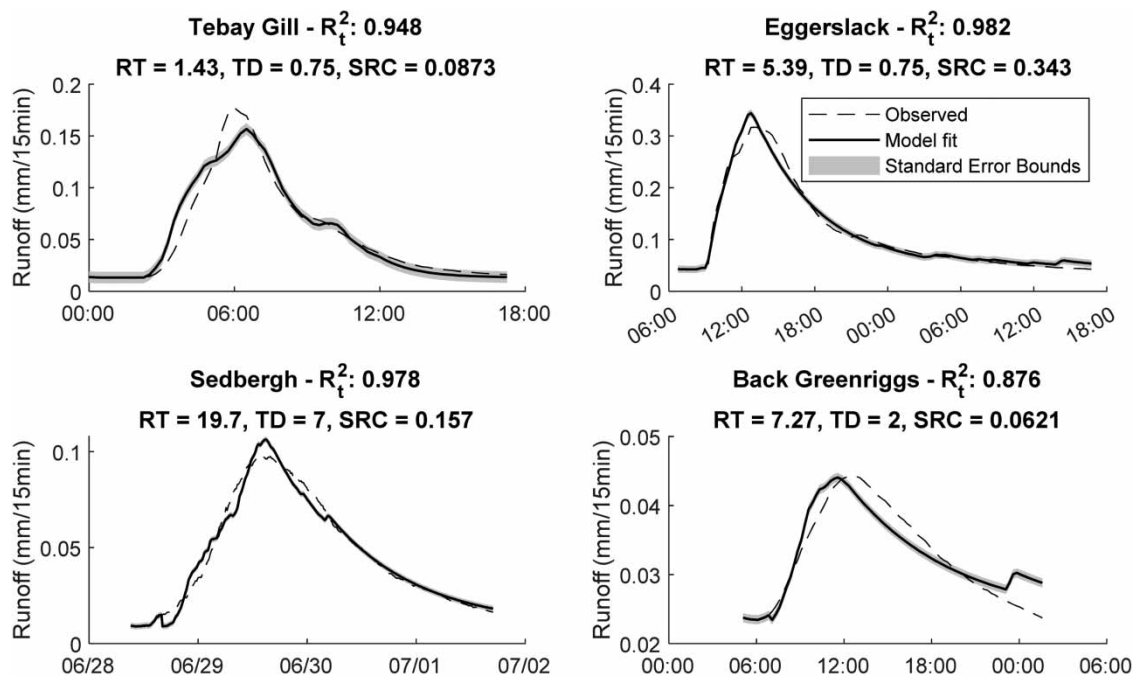 Tebay Gill - R_t^2: 0.948
RT = 1.43, TD = 0.75, SRC = 0.0873
0.2
0.15
0.1
0.05
0
Runoff (mm/15min)
00:00 06:00 12:00 18:00
Eggerslack - R_t^2: 0.982
RT = 5.39, TD = 0.75, SRC = 0.343
0.4
0.3
0.2
0.1
0
Runoff (mm/15min)
Observed
Model fit
Standard Error Bounds
06:00 12:00 18:00 00:00 06:00 12:00 18:00
Sedbergh - R_t^2: 0.978
RT = 19.7, TD = 7, SRC = 0.157
0.1
0.05
0
Runoff (mm/15min)
06/28 06/29 06/30 07/01 07/02
Back Greenriggs - R_t^2: 0.876
RT = 7.27, TD = 2, SRC = 0.0621
0.05
0.04
0.03
0.02
Runoff (mm/15min)
00:00 06:00 12:00 18:00 00:00 06:00